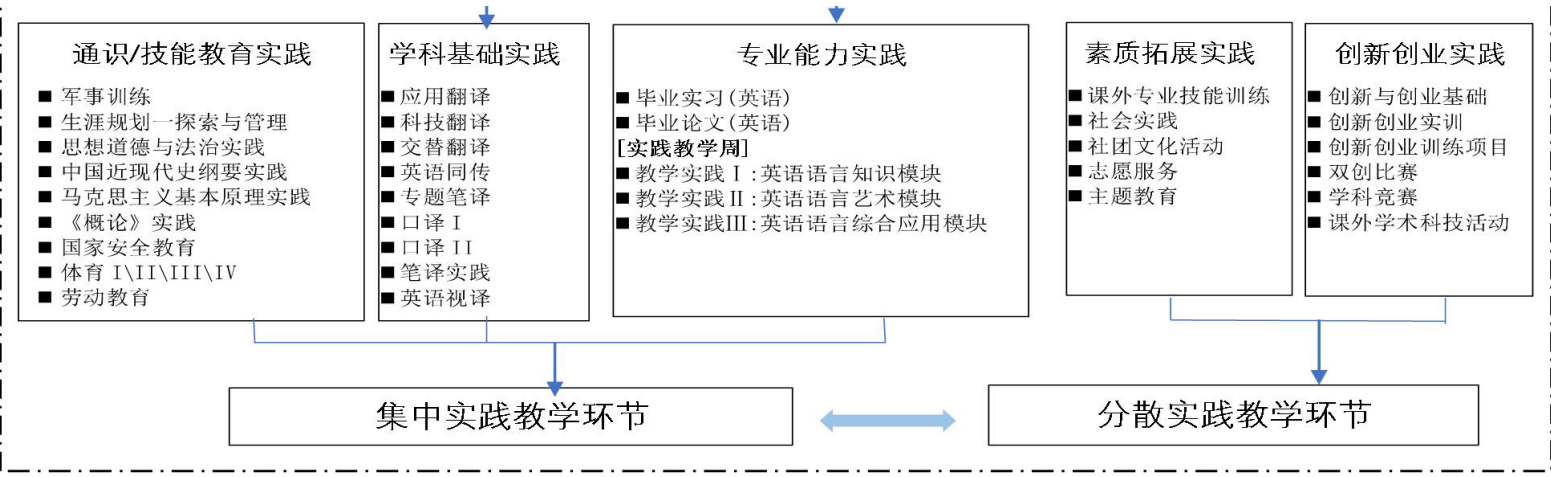 通识/技能教育实践
■ 军事训练
■ 生涯规划一探索与管理
■ 思想道德与法治实践
■ 中国近现代史纲要实践
■ 马克思主义基本原理实践
■ 《概论》实践
■ 国家安全教育
■ 体育 I\II\III\IV
■ 劳动教育
学科基础实践
■ 应用翻译
■ 科技翻译
■ 交替翻译
■ 英语同传
■ 专题笔译
■ 口译 I
■ 口译 II
■ 笔译实践
■ 英语视译
专业能力实践
■ 毕业实习(英语)
■ 毕业论文(英语)
[实践教学周]
■ 教学实践Ⅰ:英语语言知识模块
■ 教学实践Ⅱ:英语语言艺术模块
■ 教学实践Ⅲ:英语语言综合应用模块
素质拓展实践
■ 课外专业技能训练
■ 社会实践
■ 社团文化活动
■ 志愿服务
■ 主题教育
创新创业实践
■ 创新与创业基础
■ 创新创业实训
■ 创新创业训练项目
■ 双创比赛
■ 学科竞赛
■ 课外学术科技活动
集中实践教学环节
分散实践教学环节